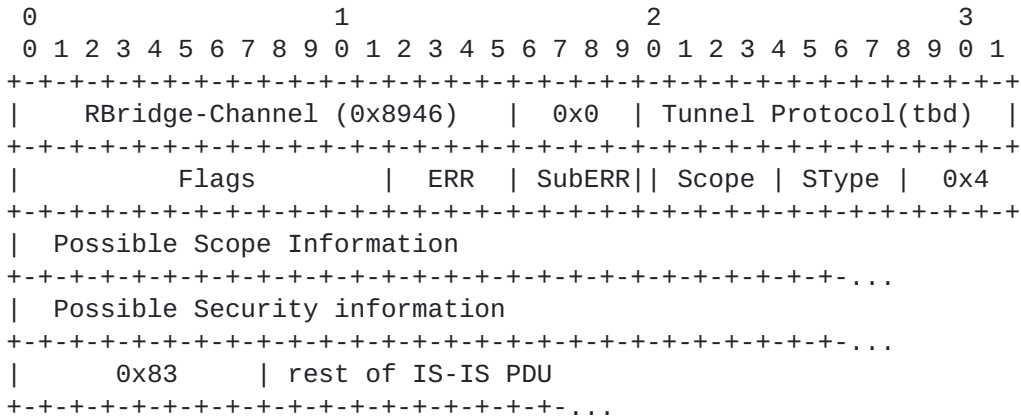 0                   1                   2                   3
 0 1 2 3 4 5 6 7 8 9 0 1 2 3 4 5 6 7 8 9 0 1 2 3 4 5 6 7 8 9 0 1
+-+-+-+-+-+-+-+-+-+-+-+-+-+-+-+-+-+-+-+-+-+-+-+-+-+-+-+-+-+-+-+-+
|    RBridge-Channel (0x8946)   |  0x0  | Tunnel Protocol(tbd)  |
+-+-+-+-+-+-+-+-+-+-+-+-+-+-+-+-+-+-+-+-+-+-+-+-+-+-+-+-+-+-+-+-+
|          Flags        |  ERR  | SubERR|| Scope | SType |  0x4
+-+-+-+-+-+-+-+-+-+-+-+-+-+-+-+-+-+-+-+-+-+-+-+-+-+-+-+-+-+-+-+-+
|  Possible Scope Information
+-+-+-+-+-+-+-+-+-+-+-+-+-+-+-+-+-+-+-+-+-+-+-+-+-+-+-...
|  Possible Security information
+-+-+-+-+-+-+-+-+-+-+-+-+-+-+-+-+-+-+-+-+-+-+-+-+-+-+-...
|      0x83     | rest of IS-IS PDU
+-+-+-+-+-+-+-+-+-+-+-+-+-+-+-+-+-+-...